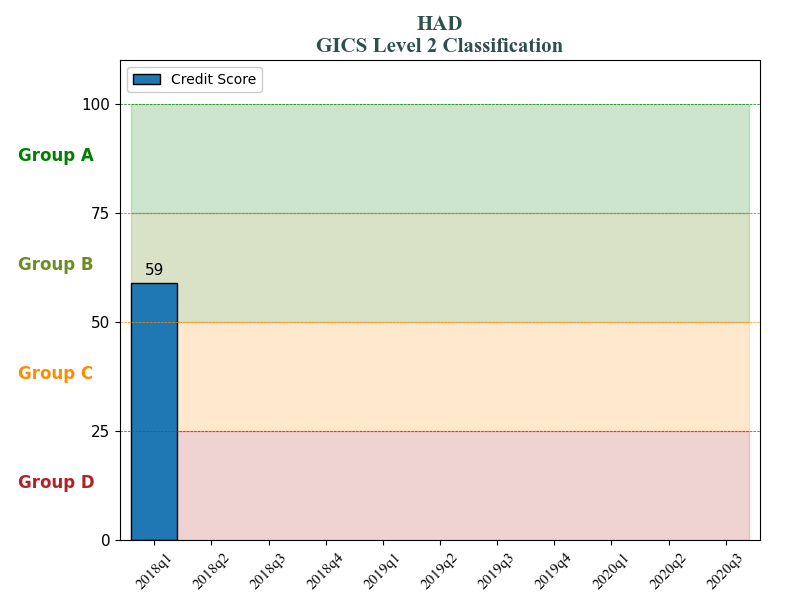 HAD
GICS Level 2 Classification
Credit Score
100
Group A
75
Group B
59
50
Group C
25
Group D
0
2018q1 2018q2 2018q3 2018q4 2019q1 2019q2 2019q3 2019q4 2020q1 2020q2 2020q3